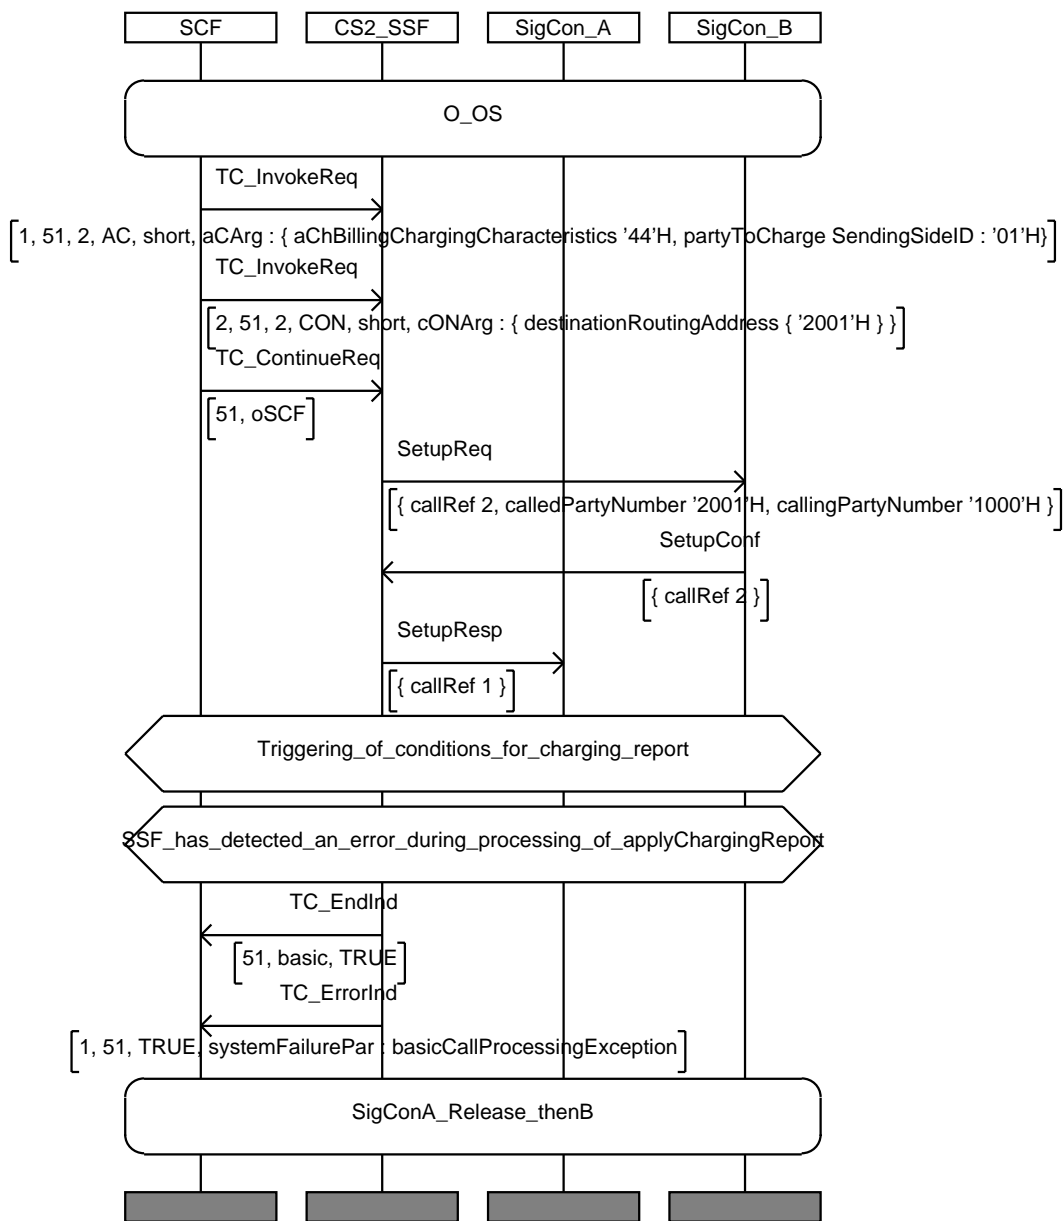 SCF CS2_SSF SigCon_A SigCon_B
O_OS
TC_InvokeReq
1, 51, 2, AC, short, aCArg : { aChBillingChargingCharacteristics '44'H, partyToCharge SendingSideID : '01'H}
TC_InvokeReq
2, 51, 2, CON, short, cONArg : { destinationRoutingAddress { '2001'H } }
TC_ContinueReq
51, oSCF
SetupReq
{ callRef 2, calledPartyNumber '2001'H, callingPartyNumber '1000'H }
SetupConf
{ callRef 2 }
SetupResp
{ callRef 1 }
Triggering_of_conditions_for_charging_report
SSF_has_detected_an_error_during_processing_of_applyChargingReport
TC_EndInd
51, basic, TRUE
TC_ErrorInd
1, 51, TRUE, systemFailurePar : basicCallProcessingException
SigConA_Release_thenB